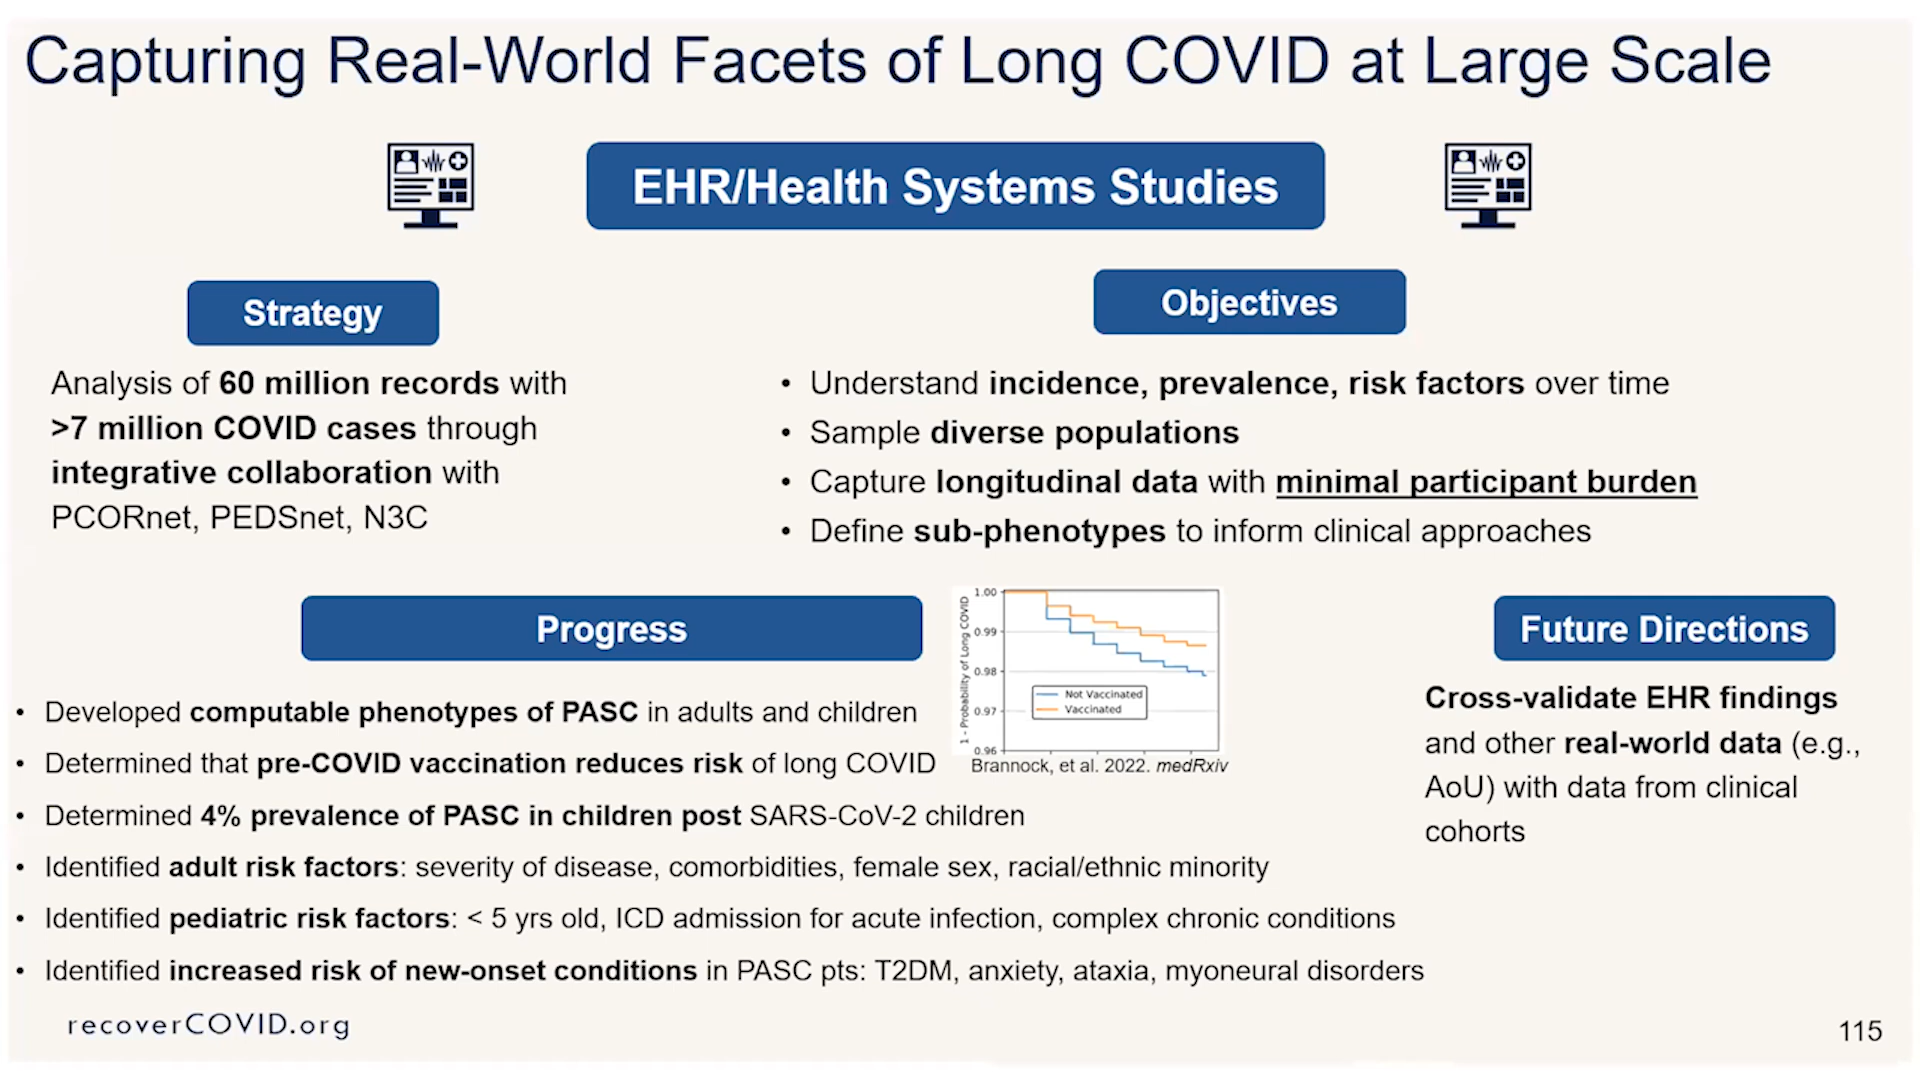 Capturing Real-World Facets of Long COVID at Large Scale
EHR/Health Systems Studies
Strategy
Analysis of 60 million records with
>7 million COVID cases through
integrative collaboration with
PCORnet, PEDSnet, N3C
Objectives
• Understand incidence, prevalence, risk factors over time
• Sample diverse populations
• Capture longitudinal data with minimal participant burden
• Define sub-phenotypes to inform clinical approaches
Progress
• Developed computable phenotypes of PASC in adults and children
• Determined that pre-COVID vaccination reduces risk of long COVID
• Determined 4% prevalence of PASC in children post SARS-CoV-2 children
• Identified adult risk factors: severity of disease, comorbidities, female sex, racial/ethnic minority
• Identified pediatric risk factors: < 5 yrs old, ICD admission for acute infection, complex chronic conditions
• Identified increased risk of new-onset conditions in PASC pts: T2DM, anxiety, ataxia, myoneural disorders
1 - Probability of Long COVID
1.00
0.99
0.98
0.97
0.96
Not Vaccinated
Vaccinated
Brannock, et al. 2022. medRxiv
Future Directions
Cross-validate EHR findings
and other real-world data (e.g.,
AoU) with data from clinical
cohorts
recoverCOVID.org
115